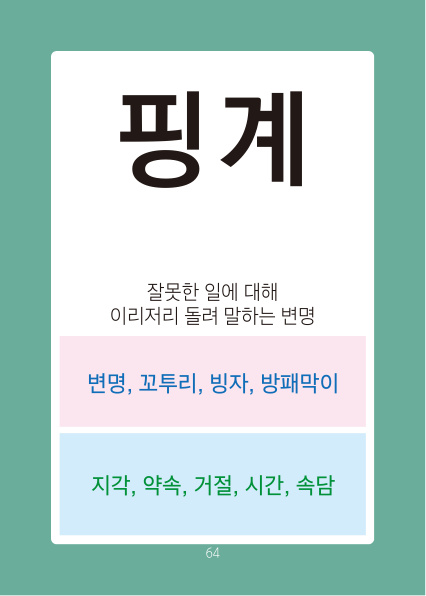 핑계
잘못한 일에 대해
이리저리 돌려 말하는 변명
변명, 꼬투리, 빙자, 방패막이
지각, 약속, 거절, 시간, 속담
64